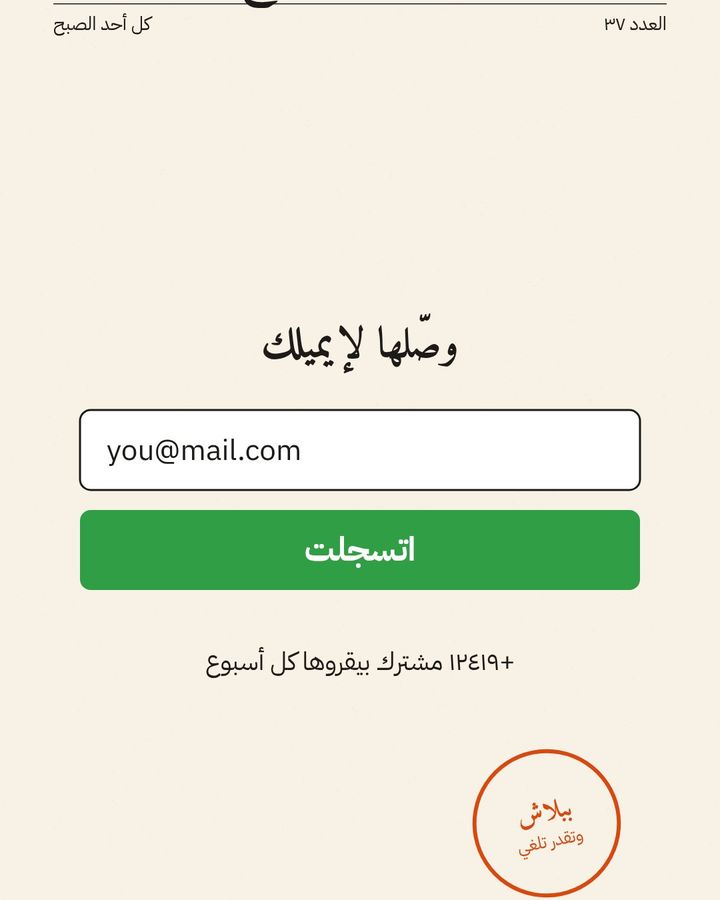 العدد ٣٧
كل أحد الصبح
وصّلها لإيميلك
you@mail.com
اتسجلت
+١٢٤١٩ مشترك بيقروها كل أسبوع
ببلاش
وتقدر تلغي